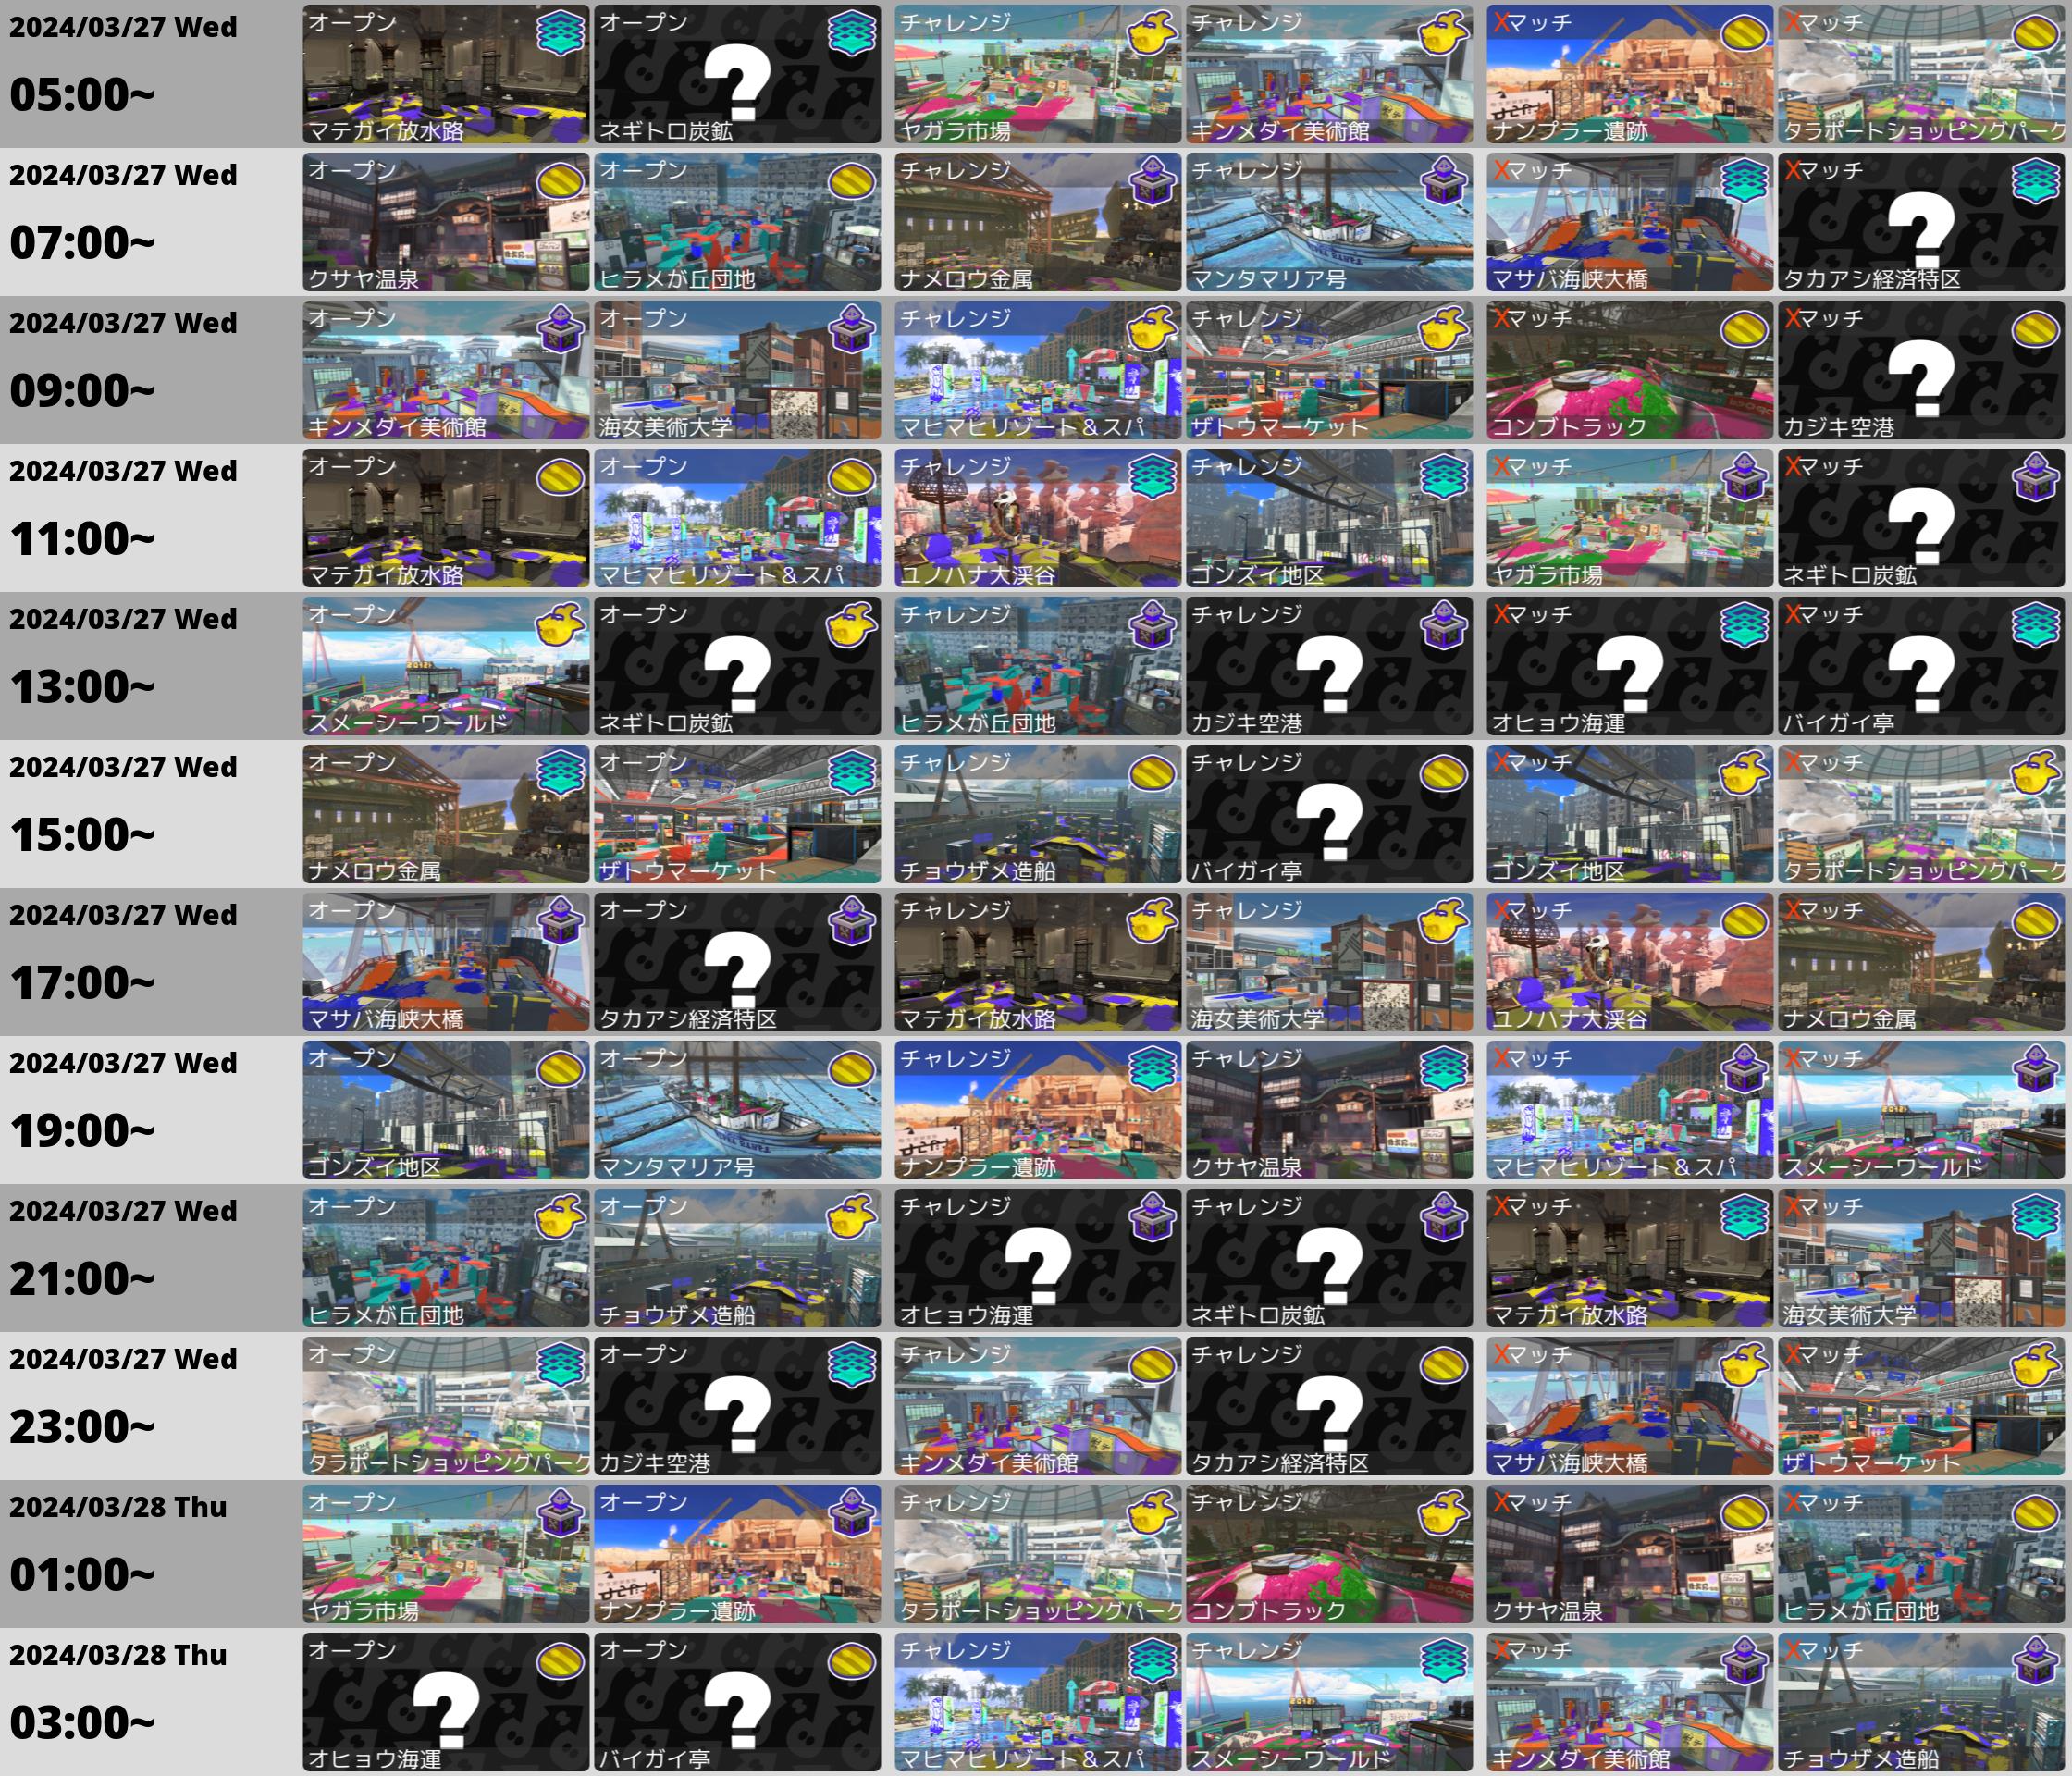 2024/03/27 Wed
05:00~
オープン
マテガイ放水路
オープン
ネギトロ炭鉱
チャレンジ
ヤガラ市場
チャレンジ
キンメダイ美術館
Xマッチ
ナンプラー遺跡
Xマッチ
タラポートショッピングパーク
2024/03/27 Wed
07:00~
オープン
クサヤ温泉
オープン
ヒラメが丘団地
チャレンジ
ナメロウ金属
チャレンジ
マンタマリア号
Xマッチ
マサバ海峡大橋
Xマッチ
タカアシ経済特区
2024/03/27 Wed
09:00~
オープン
キンメダイ美術館
オープン
海女美術大学
チャレンジ
マヒマヒリゾート＆スパ
チャレンジ
ザトウマーケット
Xマッチ
コンブトラック
Xマッチ
カジキ空港
2024/03/27 Wed
11:00~
オープン
マテガイ放水路
オープン
マヒマヒリゾート＆スパ
チャレンジ
ユノハナ大渓谷
チャレンジ
ゴンズイ地区
Xマッチ
ヤガラ市場
Xマッチ
ネギトロ炭鉱
2024/03/27 Wed
13:00~
オープン
スメーシーワールド
オープン
ネギトロ炭鉱
チャレンジ
ヒラメが丘団地
チャレンジ
カジキ空港
Xマッチ
オヒョウ海運
Xマッチ
バイガイ亭
2024/03/27 Wed
15:00~
オープン
ナメロウ金属
オープン
ザトウマーケット
チャレンジ
チョウザメ造船
チャレンジ
バイガイ亭
Xマッチ
ゴンズイ地区
Xマッチ
タラポートショッピングパーク
2024/03/27 Wed
17:00~
オープン
マサバ海峡大橋
オープン
タカアシ経済特区
チャレンジ
マテガイ放水路
チャレンジ
海女美術大学
Xマッチ
ユノハナ大渓谷
Xマッチ
ナメロウ金属
2024/03/27 Wed
19:00~
オープン
ゴンズイ地区
オープン
マンタマリア号
チャレンジ
ナンプラー遺跡
チャレンジ
クサヤ温泉
Xマッチ
マヒマヒリゾート＆スパ
Xマッチ
スメーシーワールド
2024/03/27 Wed
21:00~
オープン
ヒラメが丘団地
オープン
チョウザメ造船
チャレンジ
オヒョウ海運
チャレンジ
ネギトロ炭鉱
Xマッチ
マテガイ放水路
Xマッチ
海女美術大学
2024/03/27 Wed
23:00~
オープン
タラポートショッピングパーク
オープン
カジキ空港
チャレンジ
キンメダイ美術館
チャレンジ
タカアシ経済特区
Xマッチ
マサバ海峡大橋
Xマッチ
ザトウマーケット
2024/03/28 Thu
01:00~
オープン
ヤガラ市場
オープン
ナンプラー遺跡
チャレンジ
タラポートショッピングパーク
チャレンジ
コンブトラック
Xマッチ
クサヤ温泉
Xマッチ
ヒラメが丘団地
2024/03/28 Thu
03:00~
オープン
オヒョウ海運
オープン
バイガイ亭
チャレンジ
マヒマヒリゾート＆スパ
チャレンジ
スメーシーワールド
Xマッチ
キンメダイ美術館
Xマッチ
チョウザメ造船